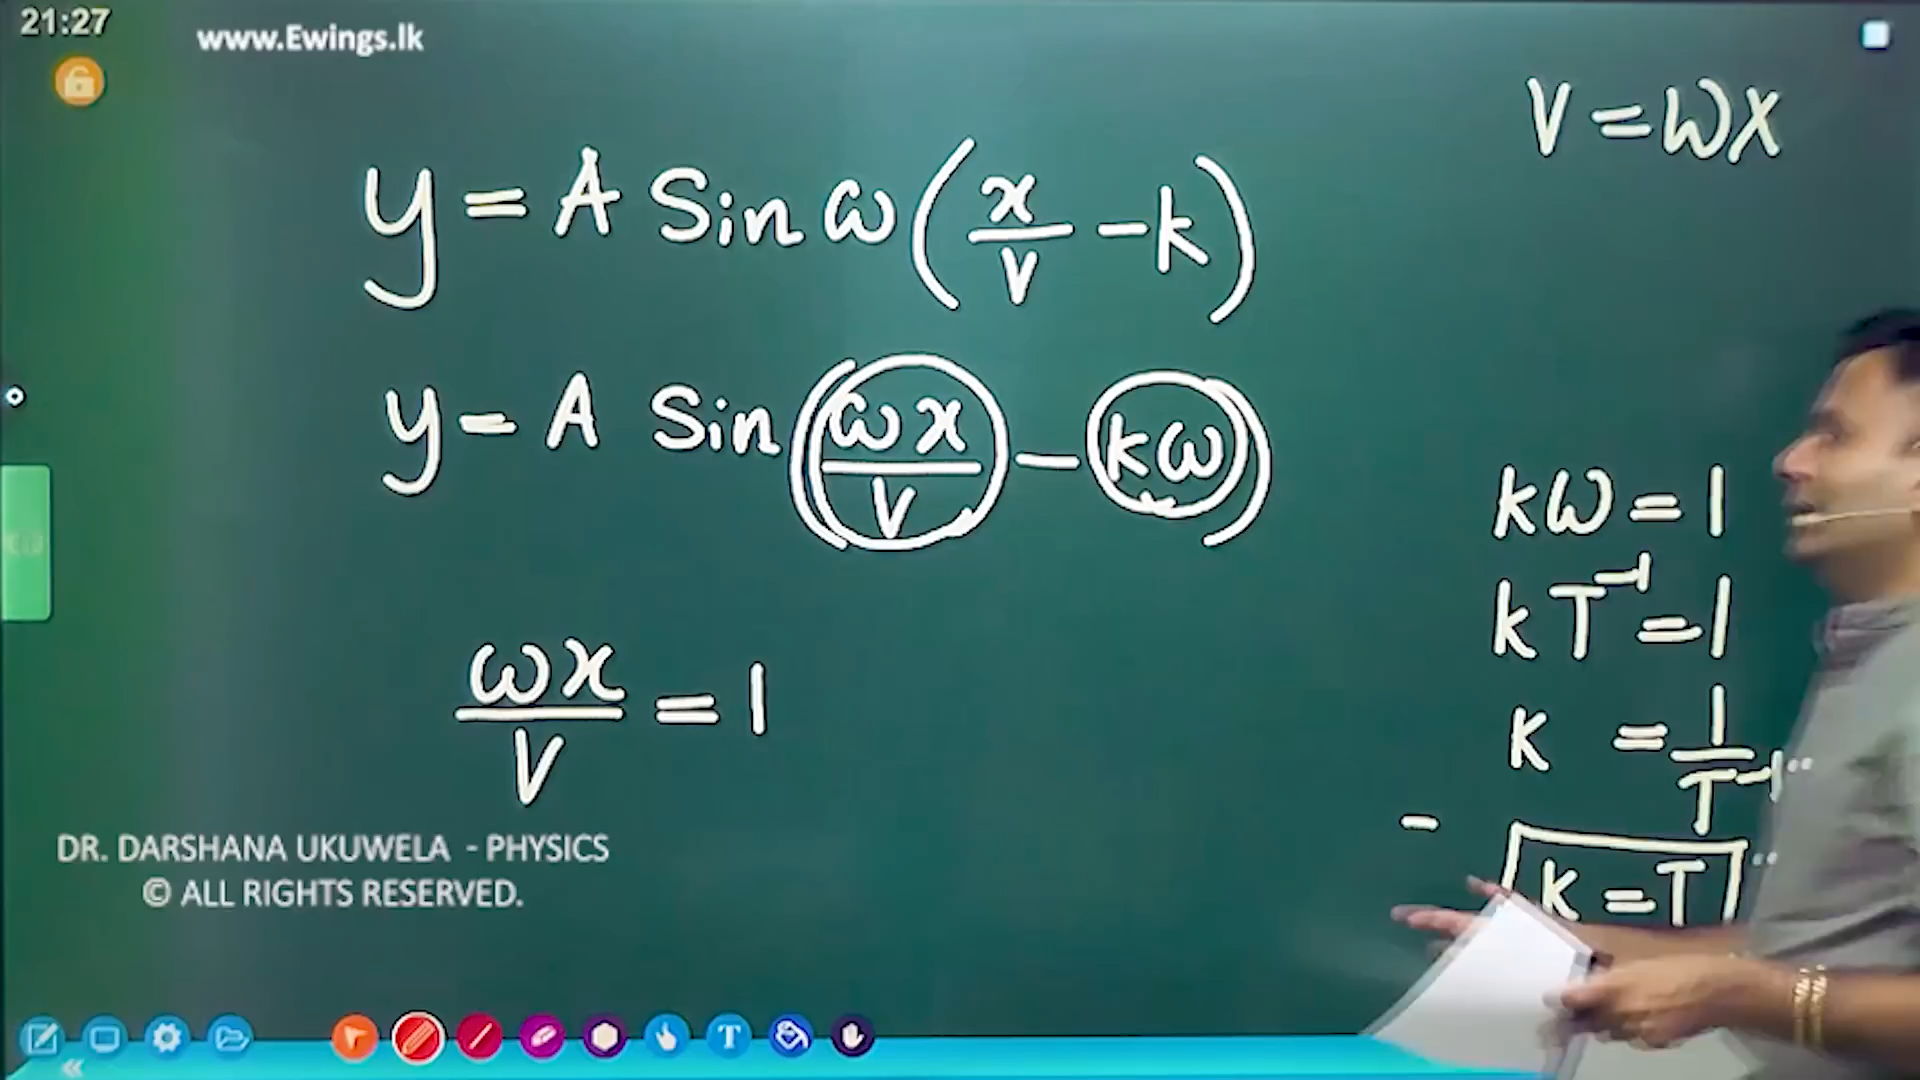 21:27
www.Ewings.lk
V = ωx
y = A Sin ω(x/V - k)
y = A Sin(ωx/V - kω)
kω = 1
kT⁻¹ = 1
k = 1/T⁻¹
k = T
ωx/V = 1
DR. DARSHANA UKUWELA - PHYSICS
© ALL RIGHTS RESERVED.
T